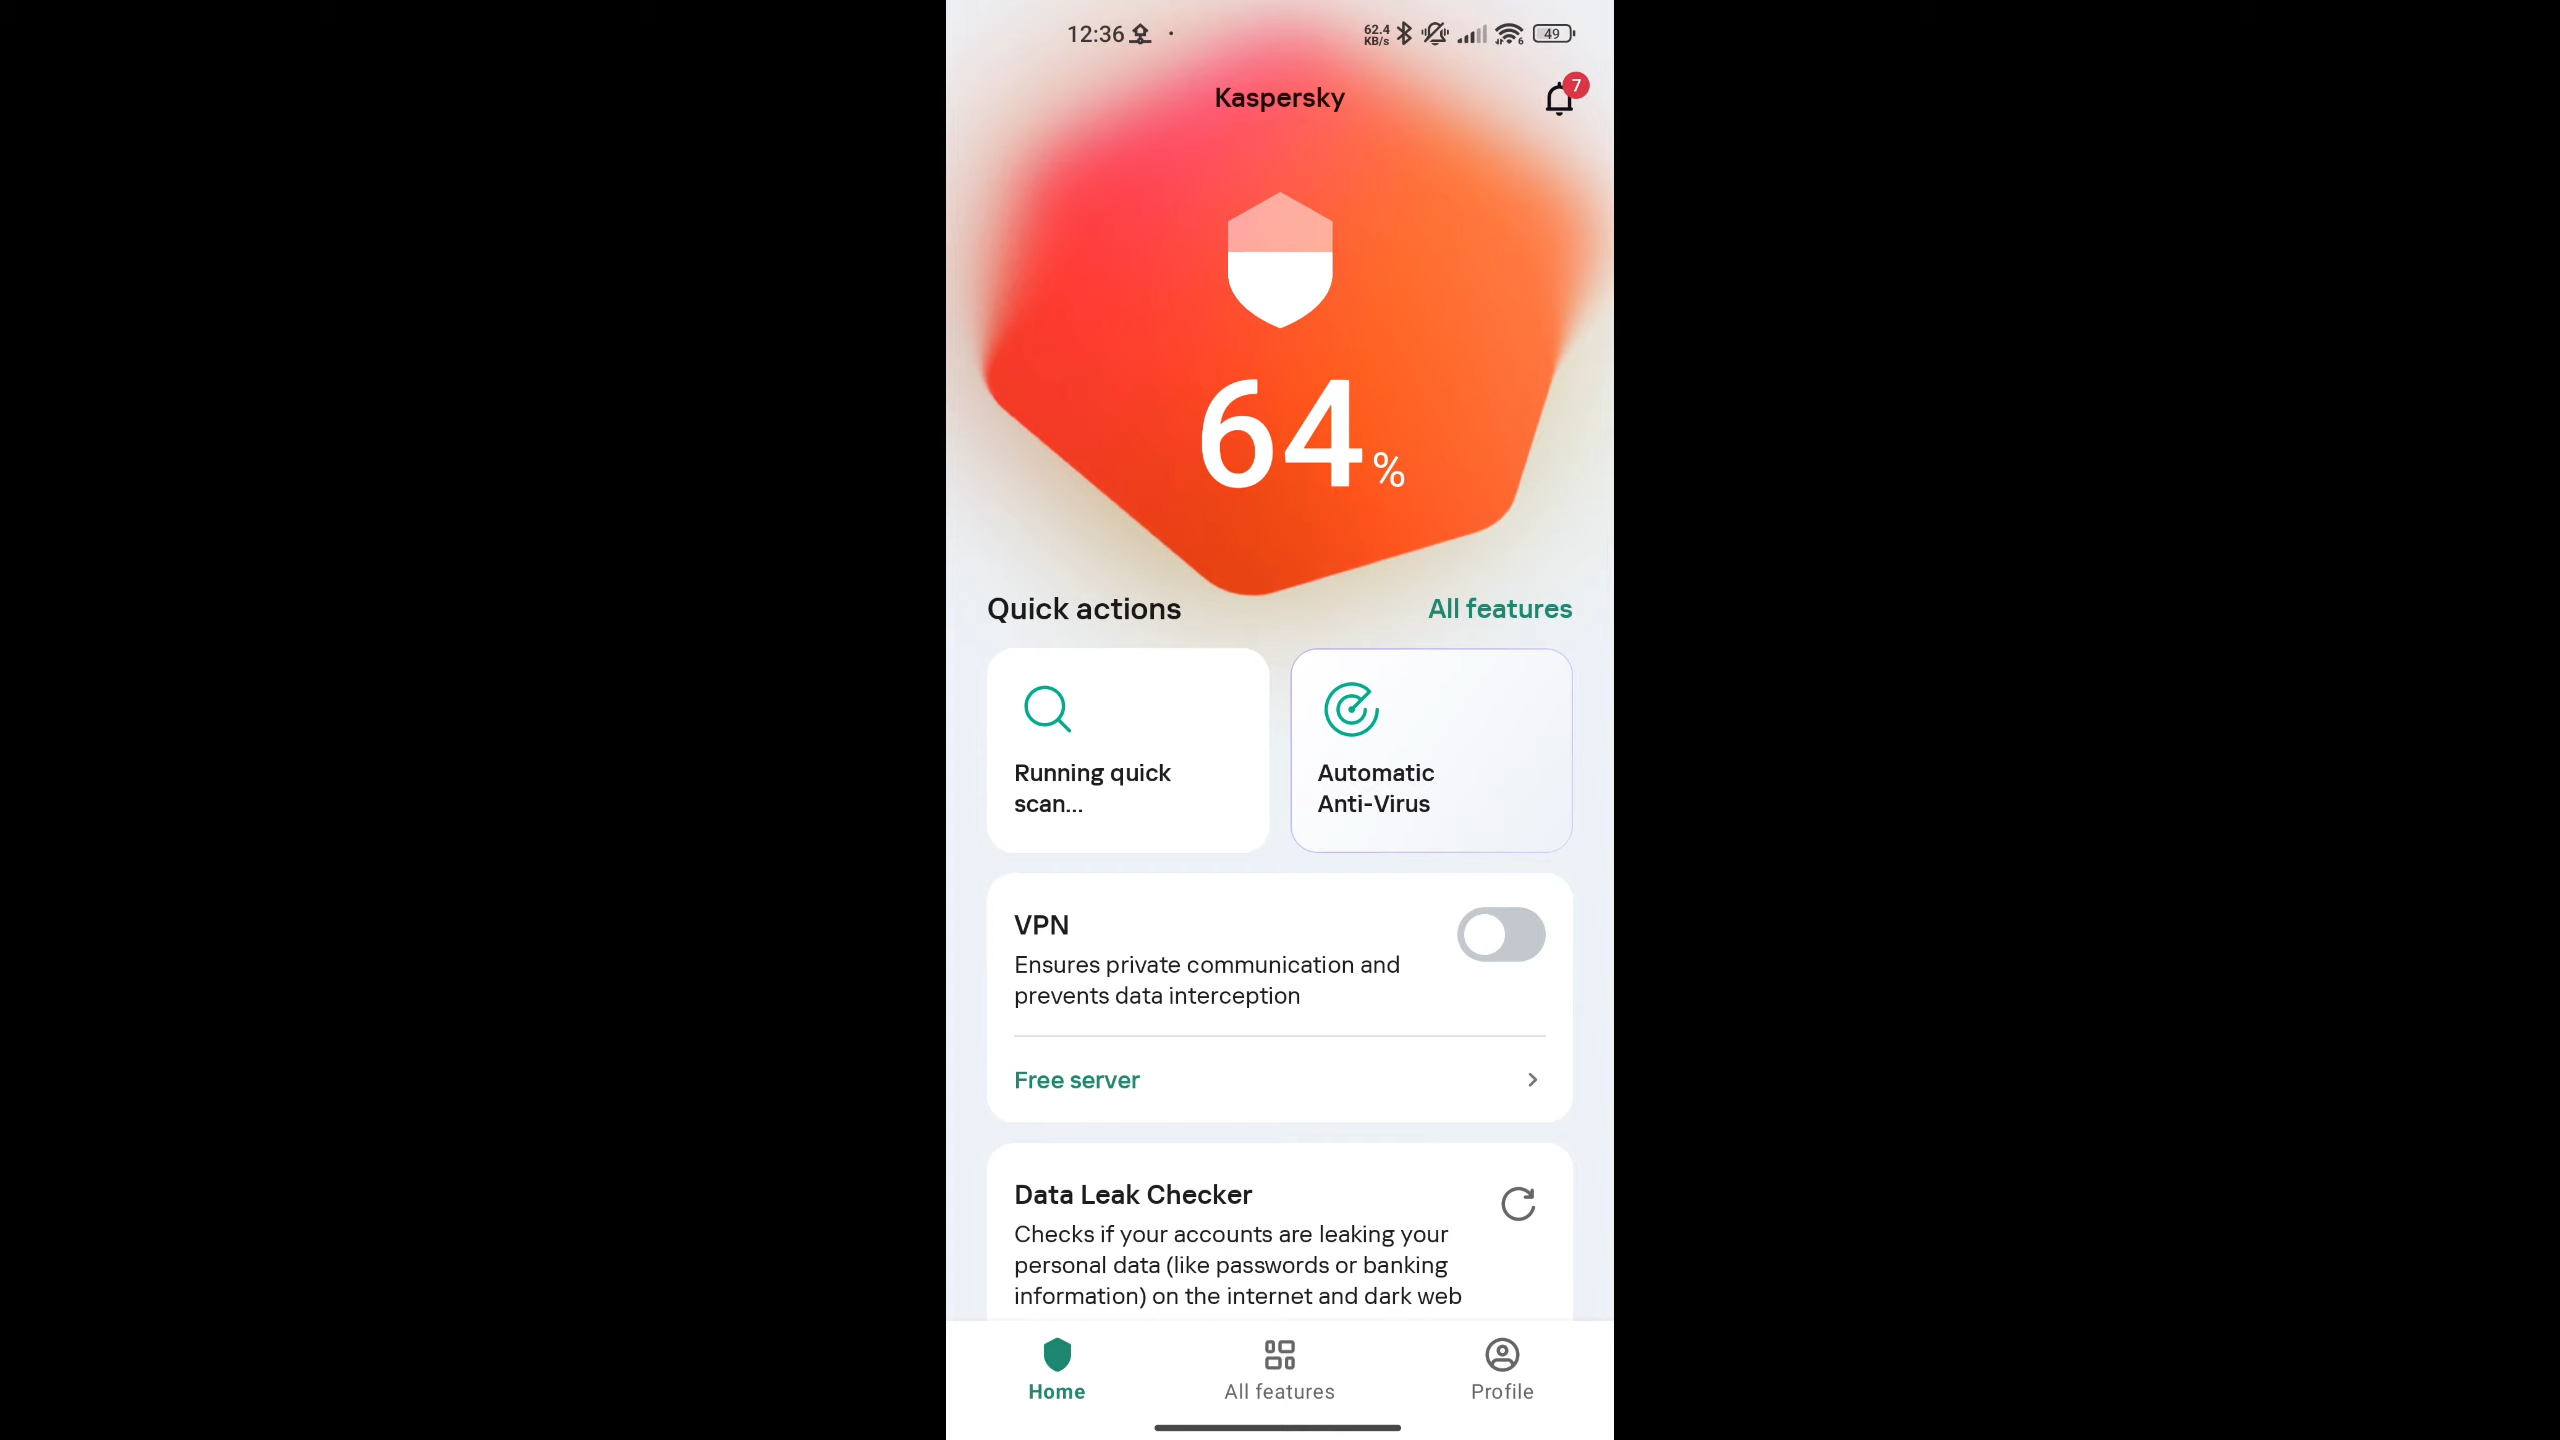 12:36
62.4
KB/s
6
49
Kaspersky
7
64%
Quick actions
All features
Running quick
scan...
Automatic
Anti-Virus
VPN
Ensures private communication and
prevents data interception
Free server
Data Leak Checker
Checks if your accounts are leaking your
personal data (like passwords or banking
information) on the internet and dark web
Home
All features
Profile